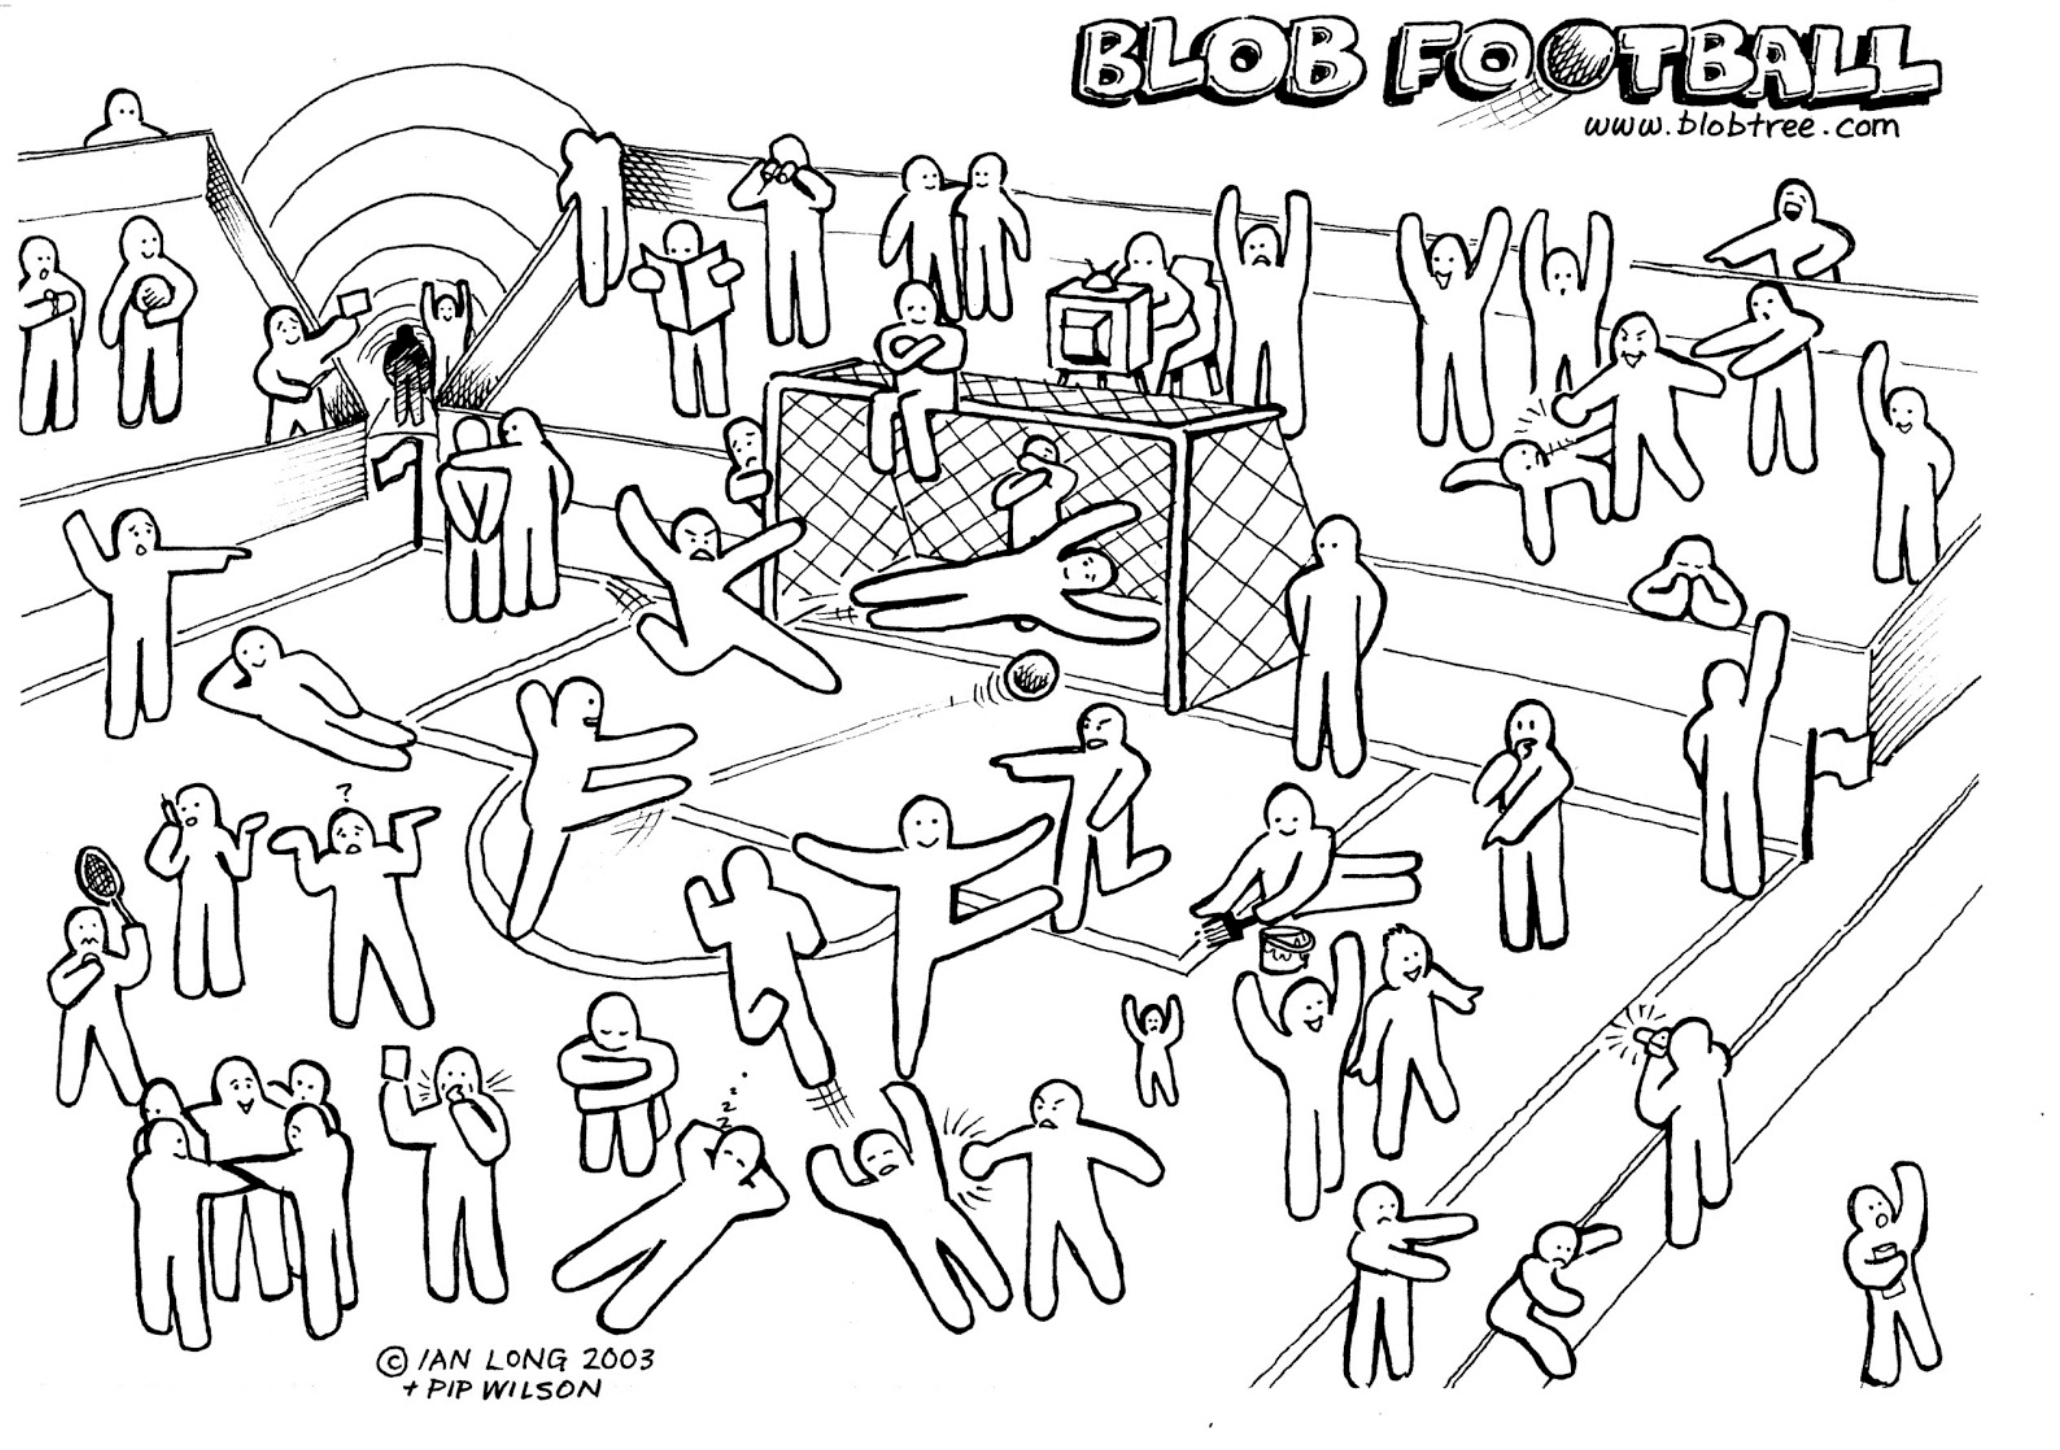 BLOB FOOTBALL
www.blobtree.com
?
z
z
z
© IAN LONG 2003
+ PIP WILSON